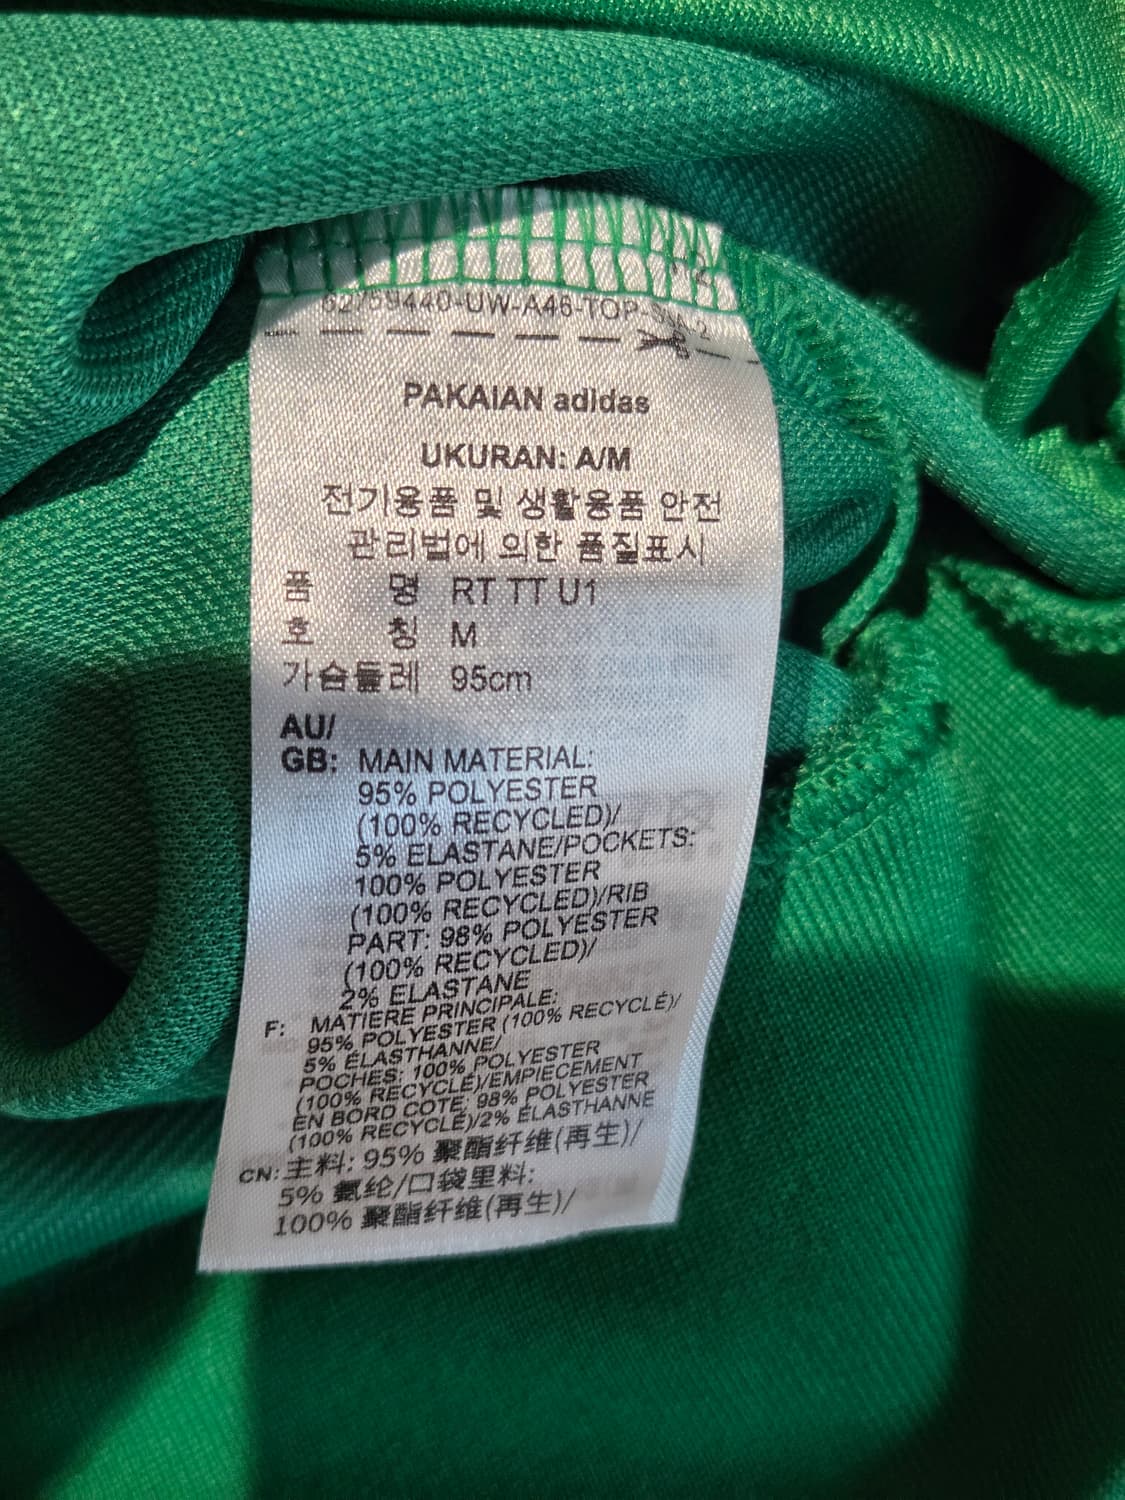 62759440-UW-A46-TOP-
PAKAIAN adidas
UKURAN: A/M
전기용품 및 생활용품 안전
관리법에 의한 품질표시
품 명 RT TT U1
호 칭 M
가슴둘레 95cm
AU/
GB: MAIN MATERIAL:
95% POLYESTER
(100% RECYCLED)/
5% ELASTANE/POCKETS:
100% POLYESTER
(100% RECYCLED)/RIB
PART: 98% POLYESTER
(100% RECYCLED)/
2% ELASTANE
F: MATIERE PRINCIPALE:
95% POLYESTER (100% RECYCLÉ)/
5% ÉLASTHANNE/
POCHES: 100% POLYESTER
(100% RECYCLÉ)/EMPIECEMENT
EN BORD COTE: 98% POLYESTER
(100% RECYCLÉ)/2% ÉLASTHANNE
CN: 主料: 95% 聚酯纤维(再生)/
5% 氨纶/口袋里料:
100% 聚酯纤维(再生)/